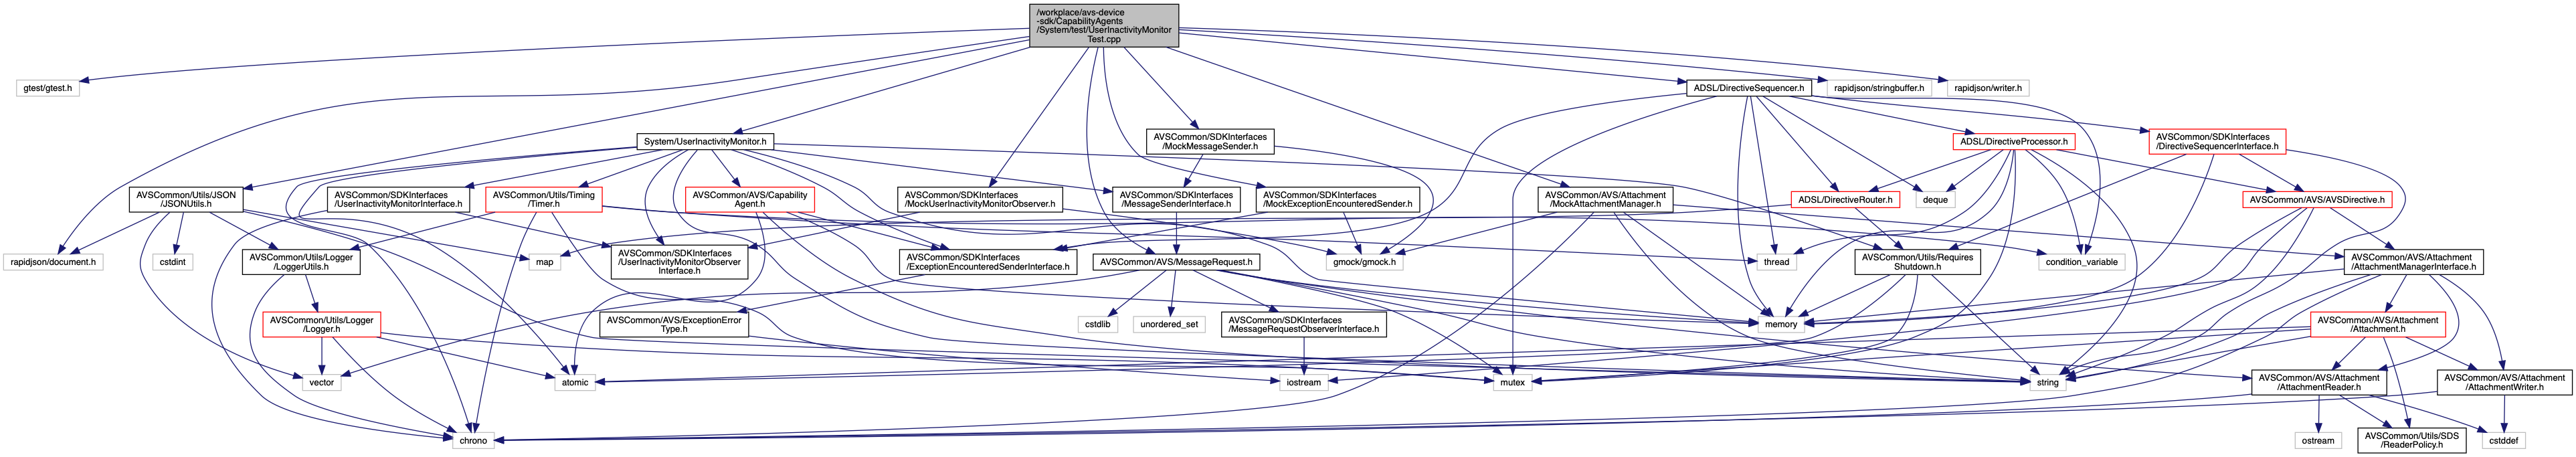 /workplace/avs-device
-sdk/CapabilityAgents
/System/test/UserInactivityMonitor
Test.cpp
gtest/gtest.h
ADSL/DirectiveSequencer.h
rapidjson/stringbuffer.h
rapidjson/writer.h
System/UserInactivityMonitor.h
AVSCommon/SDKInterfaces
/MockMessageSender.h
ADSL/DirectiveProcessor.h
AVSCommon/SDKInterfaces
/DirectiveSequencerInterface.h
AVSCommon/Utils/JSON
/JSONUtils.h
AVSCommon/SDKInterfaces
/UserInactivityMonitorInterface.h
AVSCommon/Utils/Timing
/Timer.h
AVSCommon/AVS/Capability
Agent.h
AVSCommon/SDKInterfaces
/MockUserInactivityMonitorObserver.h
AVSCommon/SDKInterfaces
/MessageSenderInterface.h
AVSCommon/SDKInterfaces
/MockExceptionEncounteredSender.h
AVSCommon/AVS/Attachment
/MockAttachmentManager.h
ADSL/DirectiveRouter.h
deque
AVSCommon/AVS/AVSDirective.h
rapidjson/document.h
cstdint
AVSCommon/Utils/Logger
/LoggerUtils.h
map
AVSCommon/SDKInterfaces
/UserInactivityMonitorObserver
Interface.h
AVSCommon/SDKInterfaces
/ExceptionEncounteredSenderInterface.h
AVSCommon/AVS/MessageRequest.h
gmock/gmock.h
thread
AVSCommon/Utils/Requires
Shutdown.h
condition_variable
AVSCommon/AVS/Attachment
/AttachmentManagerInterface.h
AVSCommon/Utils/Logger
/Logger.h
AVSCommon/AVS/ExceptionError
Type.h
cstdlib
unordered_set
AVSCommon/SDKInterfaces
/MessageRequestObserverInterface.h
memory
AVSCommon/AVS/Attachment
/Attachment.h
vector
atomic
iostream
mutex
string
AVSCommon/AVS/Attachment
/AttachmentReader.h
AVSCommon/AVS/Attachment
/AttachmentWriter.h
chrono
ostream
AVSCommon/Utils/SDS
/ReaderPolicy.h
cstddef